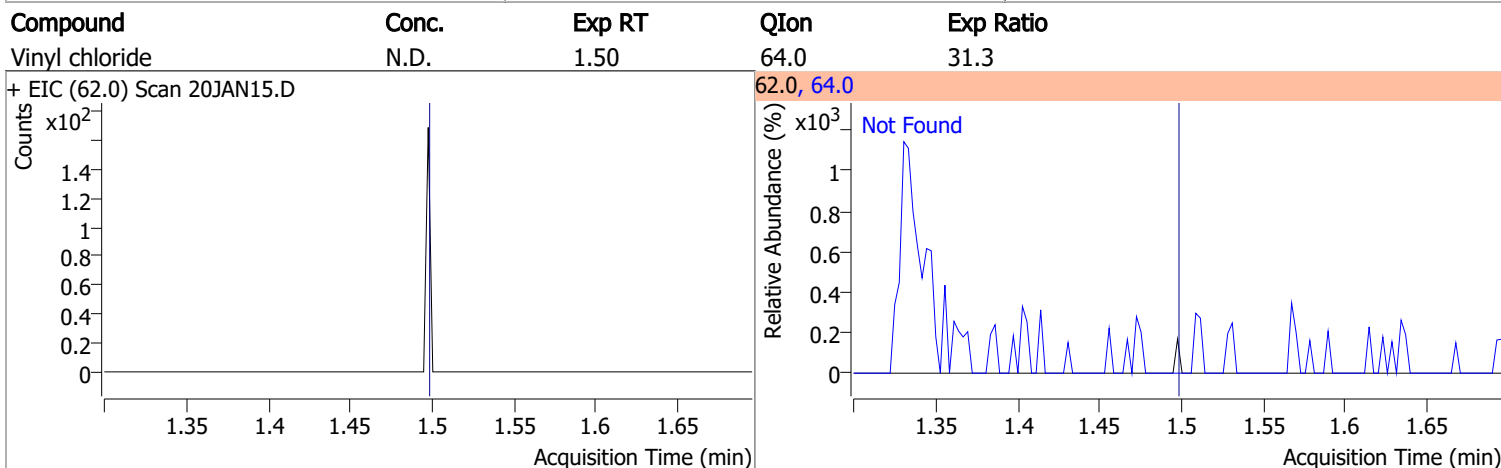 Compound Conc. Exp RT QIon Exp Ratio
Vinyl chloride N.D. 1.50 64.0 31.3
+ EIC (62.0) Scan 20JAN15.D
Counts
x10²
1.4
1.2
1
0.8
0.6
0.4
0.2
0
1.35 1.4 1.45 1.5 1.55 1.6 1.65
Acquisition Time (min)
62.0, 64.0
Relative Abundance (%)
x10³
Not Found
1
0.8
0.6
0.4
0.2
0
1.35 1.4 1.45 1.5 1.55 1.6 1.65
Acquisition Time (min)